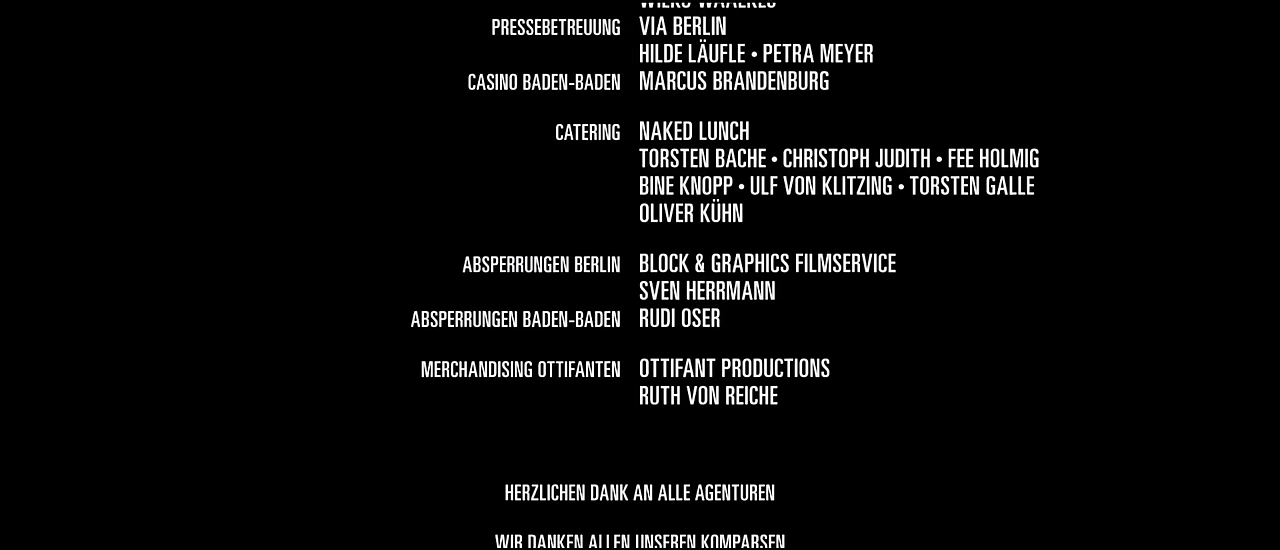 PRESSEBETREUUNG VIA BERLIN
HILDE LÄUFLE • PETRA MEYER
CASINO BADEN-BADEN MARCUS BRANDENBURG
CATERING NAKED LUNCH
TORSTEN BACHE • CHRISTOPH JUDITH • FEE HOLMIG
BINE KNOPP • ULF VON KLITZING • TORSTEN GALLE
OLIVER KÜHN
ABSPERRUNGEN BERLIN BLOCK & GRAPHICS FILMSERVICE
SVEN HERRMANN
ABSPERRUNGEN BADEN-BADEN RUDI OSER
MERCHANDISING OTTIFANTEN OTTIFANT PRODUCTIONS
RUTH VON REICHE
HERZLICHEN DANK AN ALLE AGENTUREN
WIR DANKEN ALLEN UNSEREN KOMPARSEN